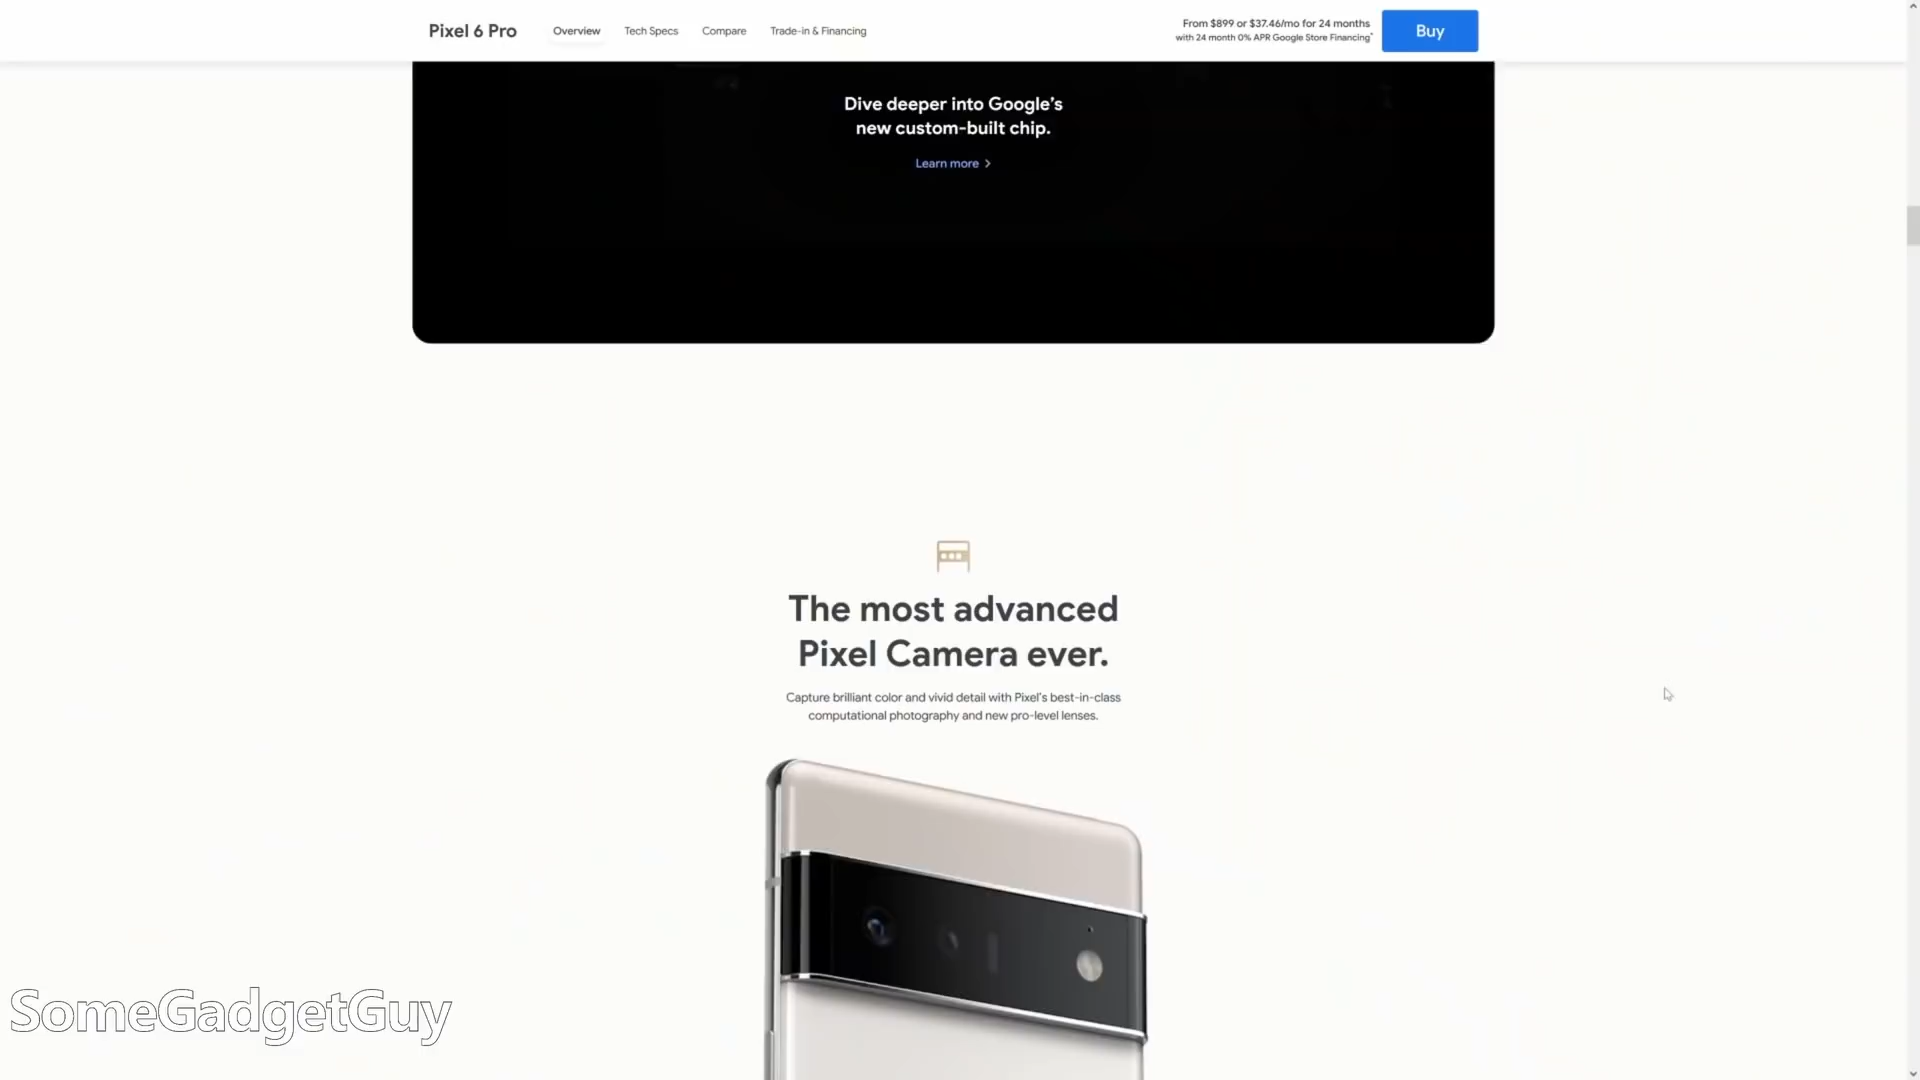 Pixel 6 Pro
Overview
Tech Specs
Compare
Trade-in & Financing
From $899 or $37.46/mo for 24 months
with 24 month 0% APR Google Store Financing*
Buy
Dive deeper into Google's
new custom-built chip.
Learn more >
The most advanced
Pixel Camera ever.
Capture brilliant color and vivid detail with Pixel's best-in-class
computational photography and new pro-level lenses.
SomeGadgetGuy